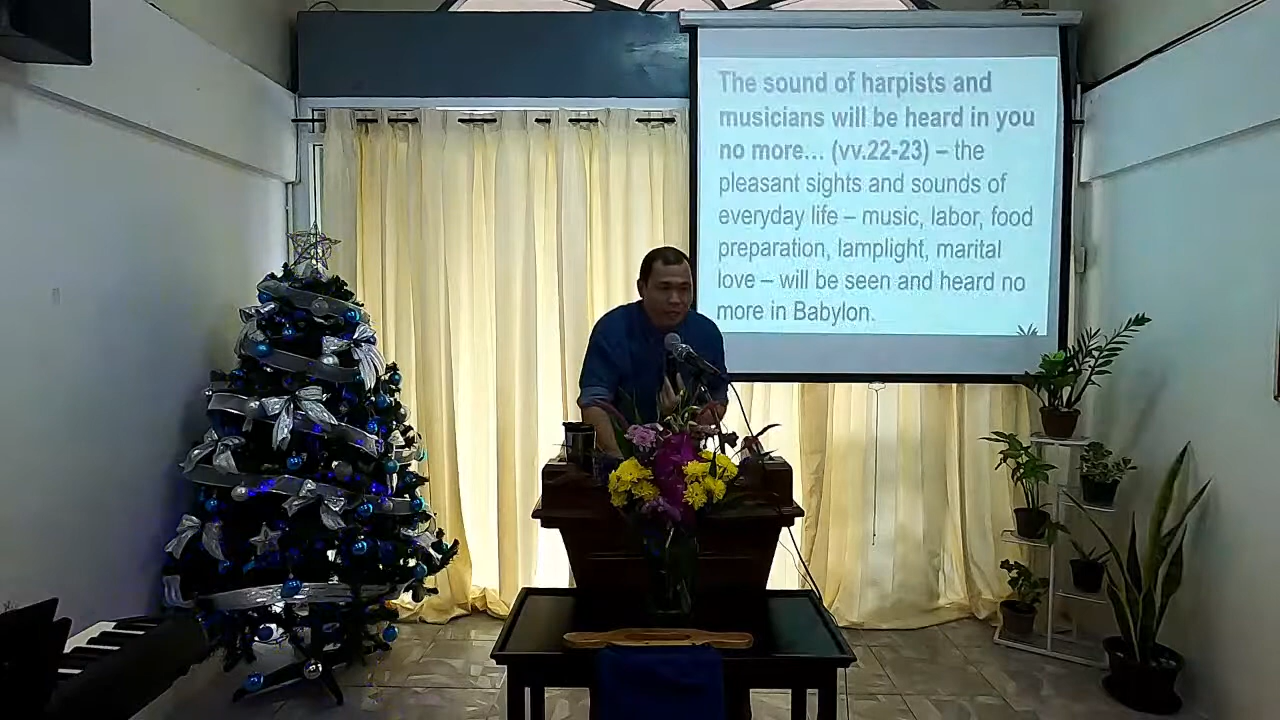 The sound of harpists and
musicians will be heard in you
no more… (vv.22-23) – the
pleasant sights and sounds of
everyday life – music, labor, food
preparation, lamplight, marital
love – will be seen and heard no
more in Babylon.